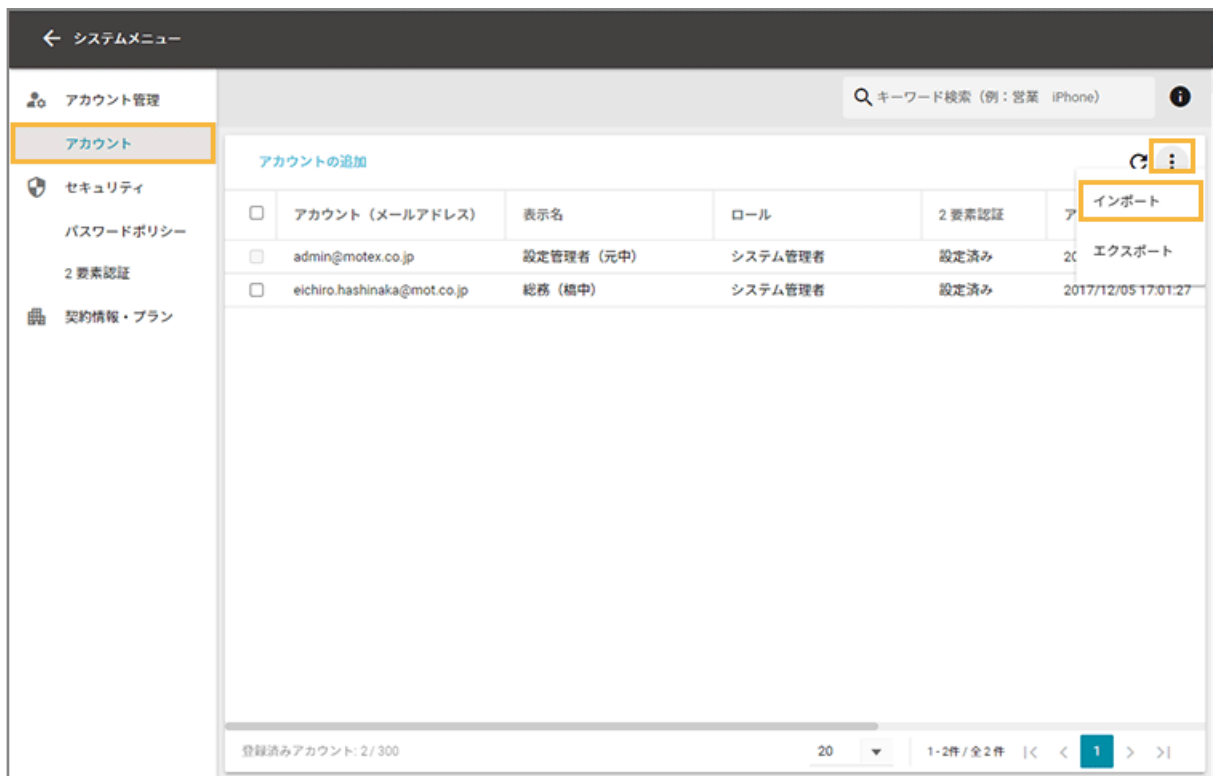 システムメニュー
アカウント管理
アカウント
セキュリティ
パスワードポリシー
2 要素認証
契約情報・プラン
キーワード検索（例：営業 iPhone）
アカウントの追加
インポート
エクスポート
アカウント（メールアドレス） 表示名 ロール 2 要素認証 ア
admin@motex.co.jp 設定管理者（元中） システム管理者 設定済み 20
eichiro.hashinaka@mot.co.jp 総務（橋中） システム管理者 設定済み 2017/12/05 17:01:27
登録済みアカウント: 2 / 300 20 1 - 2件 / 全 2 件 1